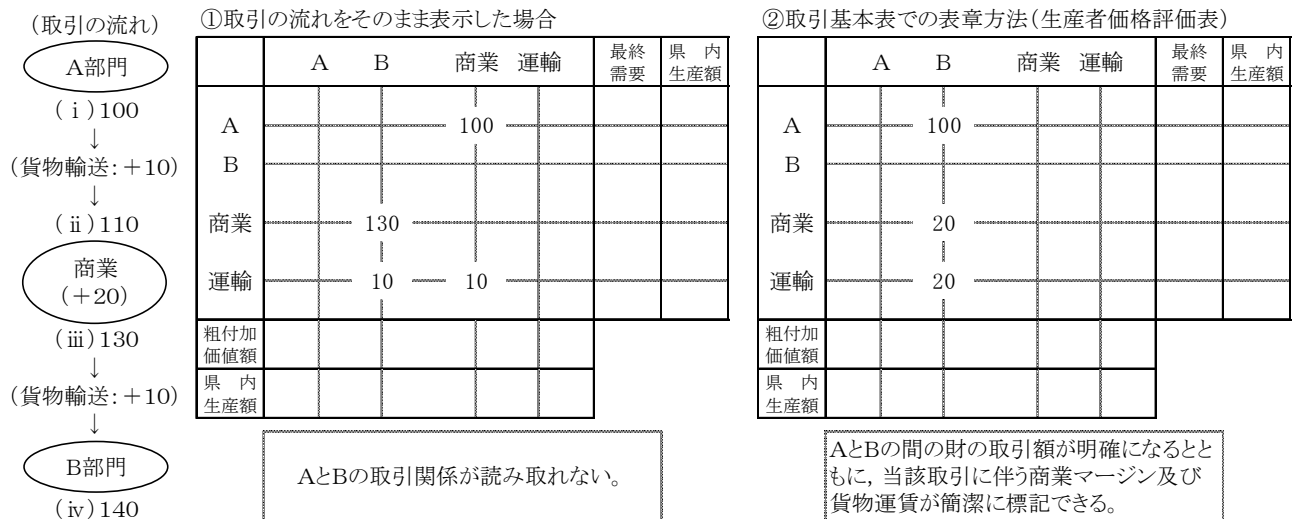 (取引の流れ)
A部門
(ⅰ)100
↓
(貨物輸送:+10)
↓
(ⅱ)110
商業
(+20)
(ⅲ)130
↓
(貨物輸送:+10)
↓
B部門
(ⅳ)140
①取引の流れをそのまま表示した場合
A B 商業 運輸 最終需要 県内生産額
A 100
B
商業 130
運輸 10 10
粗付加価値額
県内生産額
AとBの取引関係が読み取れない。
②取引基本表での表章方法(生産者価格評価表)
A B 商業 運輸 最終需要 県内生産額
A 100
B
商業 20
運輸 20
粗付加価値額
県内生産額
AとBの間の財の取引額が明確になるとと
もに, 当該取引に伴う商業マージン及び
貨物運賃が簡潔に標記できる。